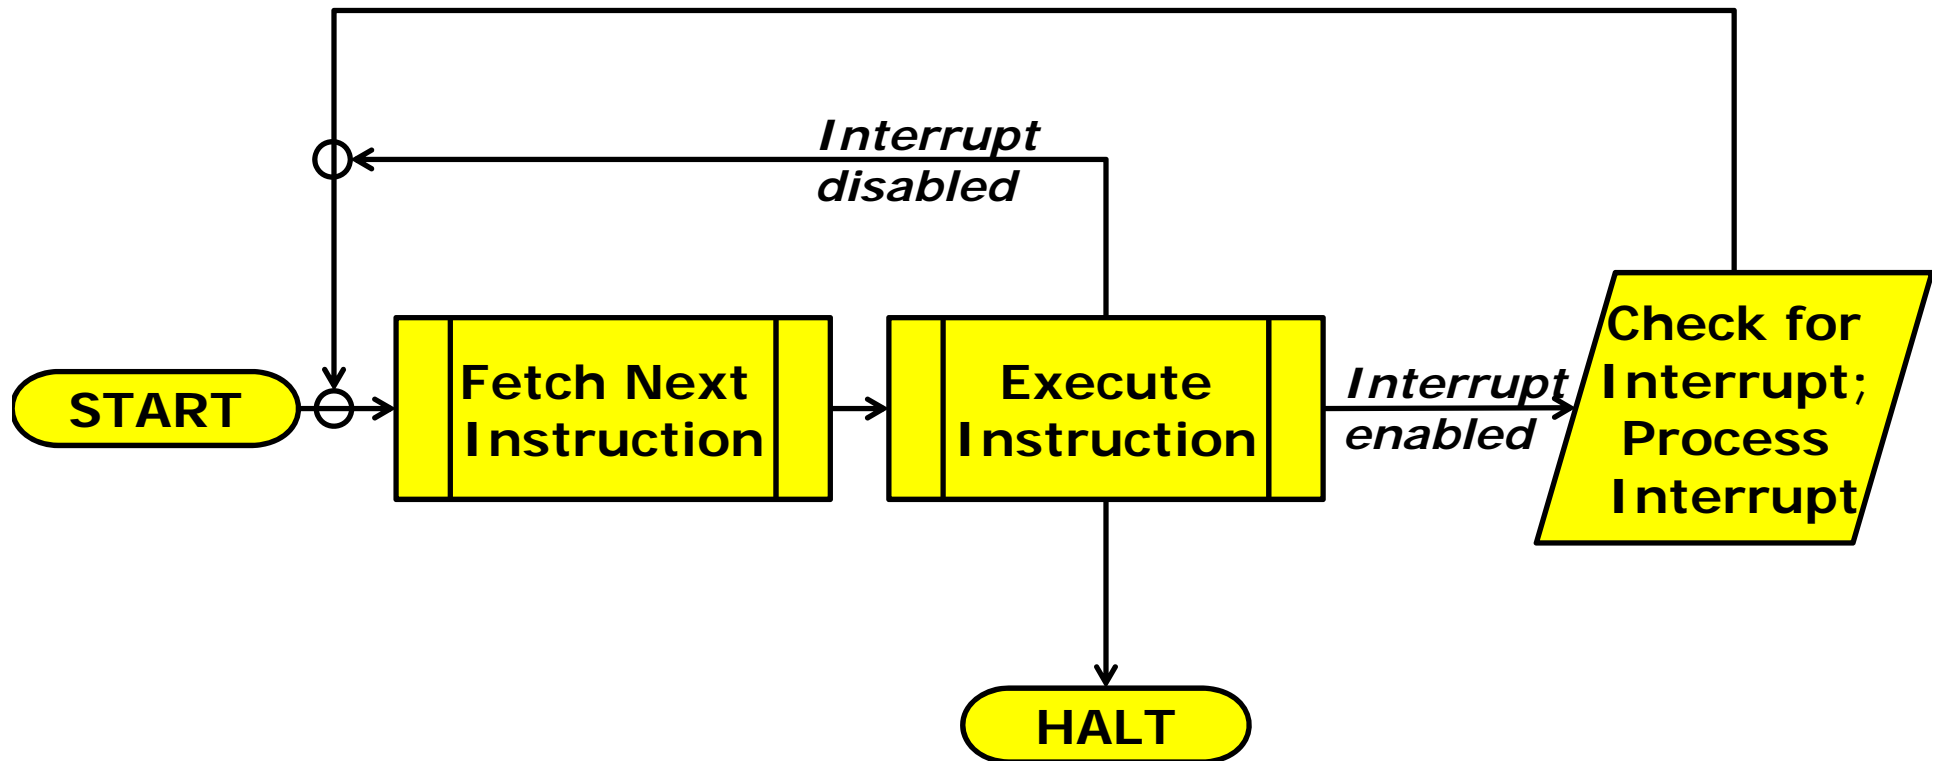 Interrupt
disabled
START
Fetch Next
Instruction
Execute
Instruction
Interrupt
enabled
Check for
Interrupt;
Process
Interrupt
HALT